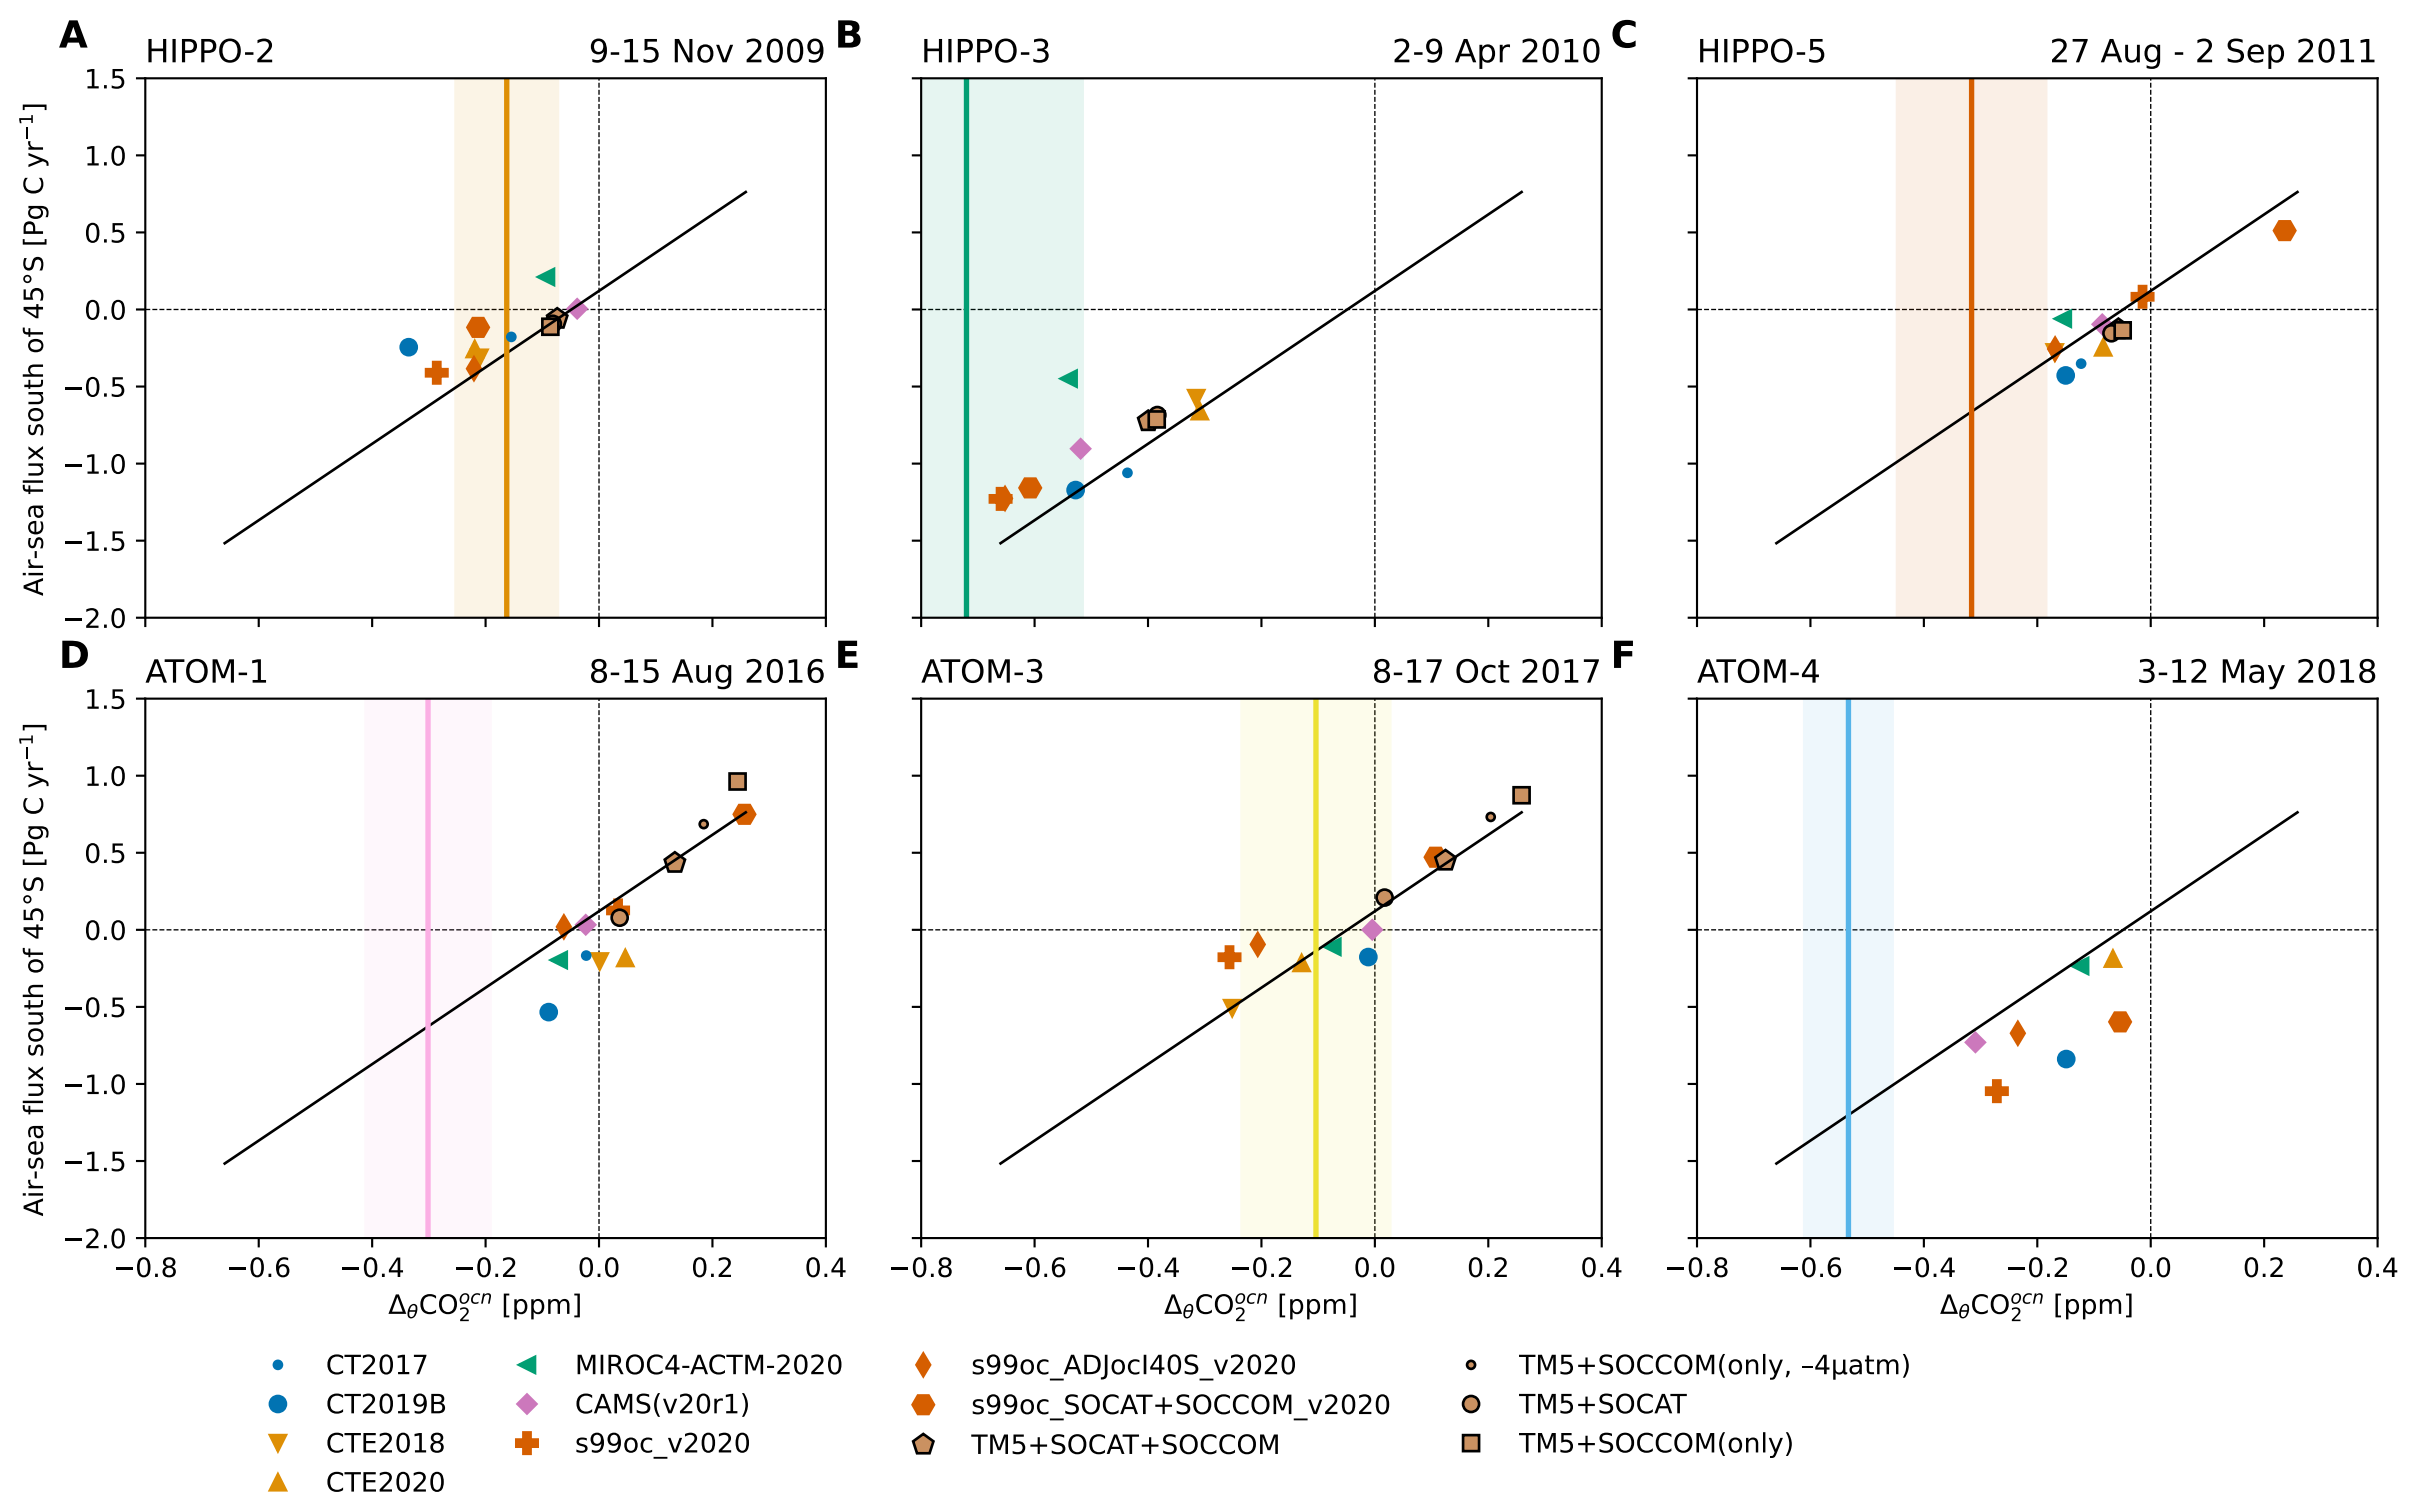 A
HIPPO-2 9-15 Nov 2009
B
HIPPO-3 2-9 Apr 2010
C
HIPPO-5 27 Aug - 2 Sep 2011
Air-sea flux south of 45°S [Pg C yr⁻¹]
1.5
1.0
0.5
0.0
−0.5
−1.0
−1.5
−2.0
D
ATOM-1 8-15 Aug 2016
E
ATOM-3 8-17 Oct 2017
F
ATOM-4 3-12 May 2018
Air-sea flux south of 45°S [Pg C yr⁻¹]
1.5
1.0
0.5
0.0
−0.5
−1.0
−1.5
−2.0
−0.8 −0.6 −0.4 −0.2 0.0 0.2 0.4
−0.8 −0.6 −0.4 −0.2 0.0 0.2 0.4
−0.8 −0.6 −0.4 −0.2 0.0 0.2 0.4
Δ_θCO₂^ocn [ppm]
Δ_θCO₂^ocn [ppm]
Δ_θCO₂^ocn [ppm]
CT2017
CT2019B
CTE2018
CTE2020
MIROC4-ACTM-2020
CAMS(v20r1)
s99oc_v2020
s99oc_ADJocI40S_v2020
s99oc_SOCAT+SOCCOM_v2020
TM5+SOCAT+SOCCOM
TM5+SOCCOM(only, –4μatm)
TM5+SOCAT
TM5+SOCCOM(only)